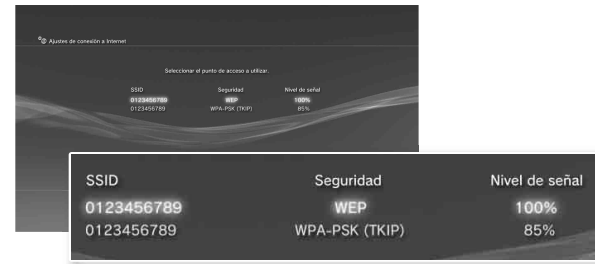 Ajustes de conexión a Internet
Seleccionar el punto de acceso a utilizar.
SSID Seguridad Nivel de señal
0123456789 WEP 100%
0123456789 WPA-PSK (TKIP) 85%
SSID Seguridad Nivel de señal
0123456789 WEP 100%
0123456789 WPA-PSK (TKIP) 85%